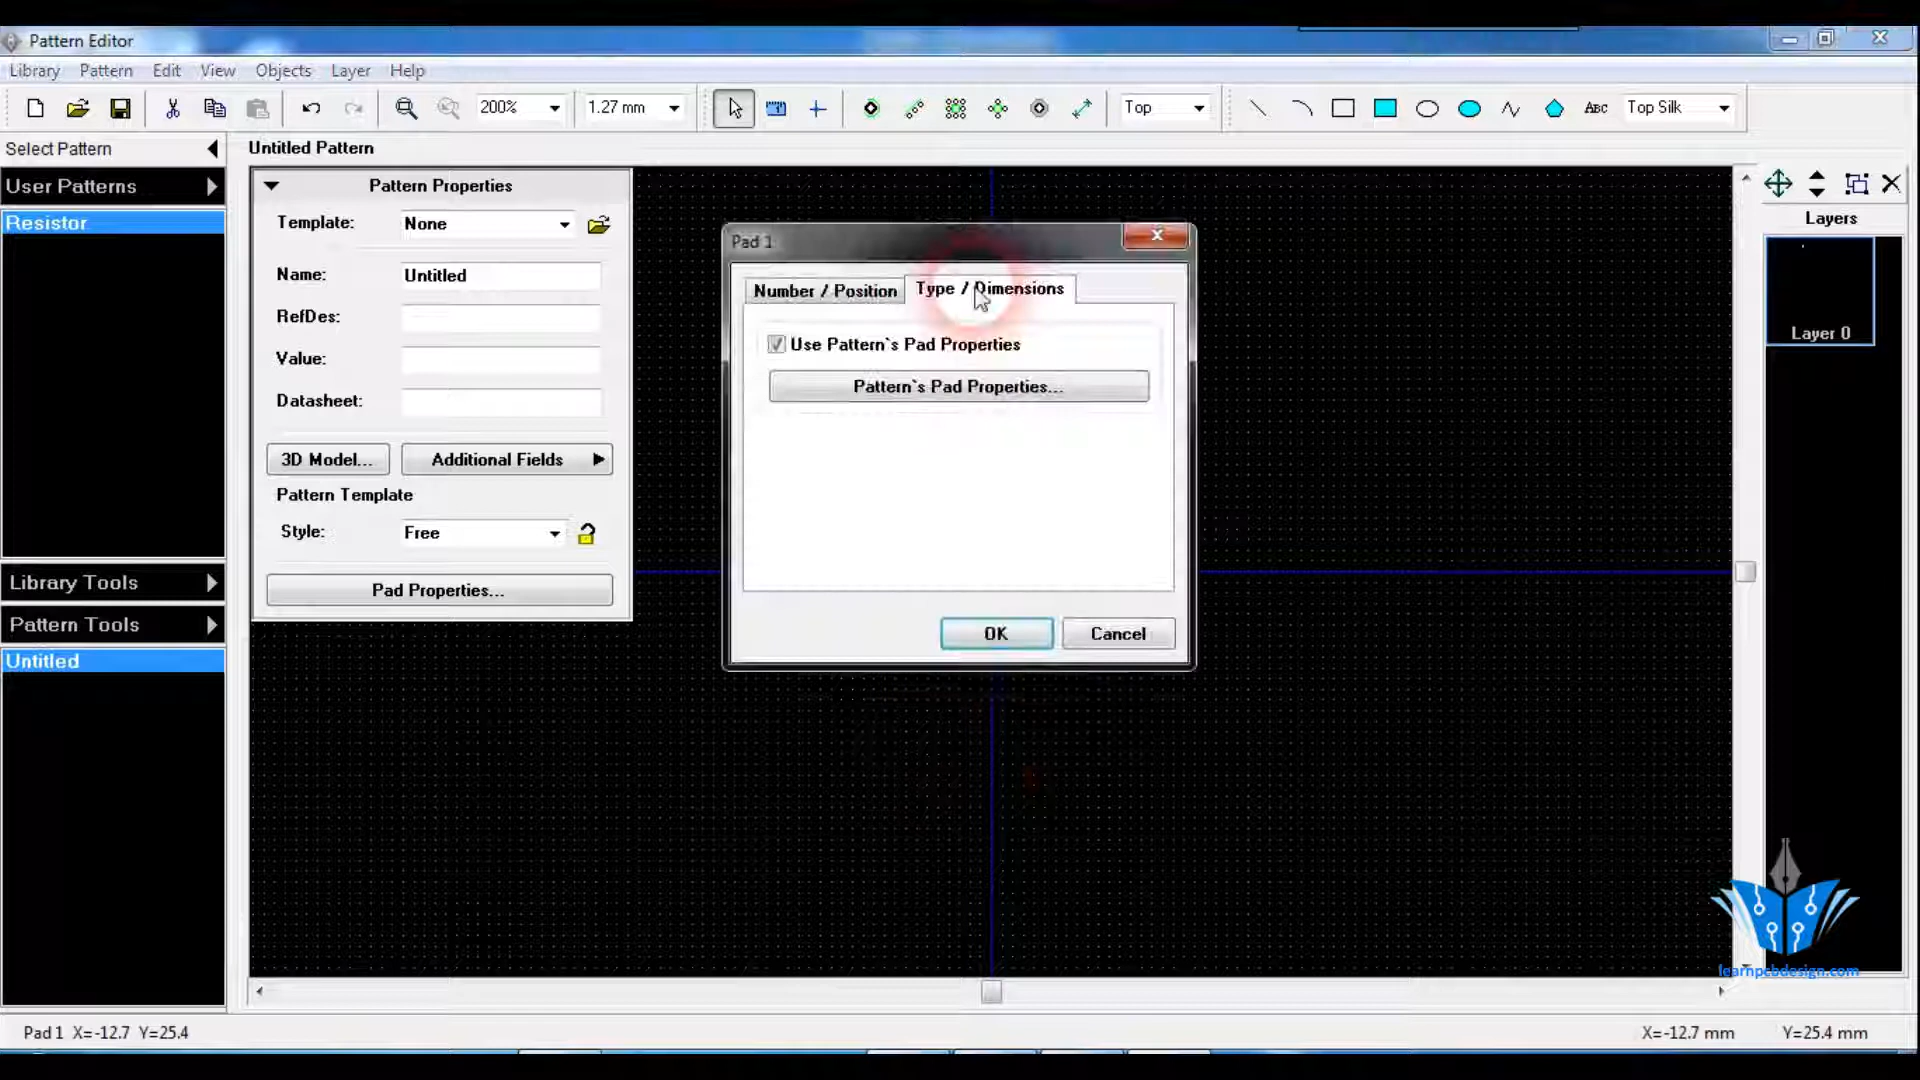 Pattern Editor
Library Pattern Edit View Objects Layer Help
200% 1.27 mm Top ABC Top Silk
Select Pattern
Untitled Pattern
User Patterns
Resistor
Library Tools
Pattern Tools
Untitled
Pattern Properties
Template: None
Name: Untitled
RefDes:
Value:
Datasheet:
3D Model... Additional Fields
Pattern Template
Style: Free
Pad Properties...
Pad 1
Number / Position Type / Dimensions
Use Pattern`s Pad Properties
Pattern`s Pad Properties...
OK Cancel
Layers
Layer 0
learnpcbdesign.com
Pad 1 X=-12.7 Y=25.4
X=-12.7 mm Y=25.4 mm